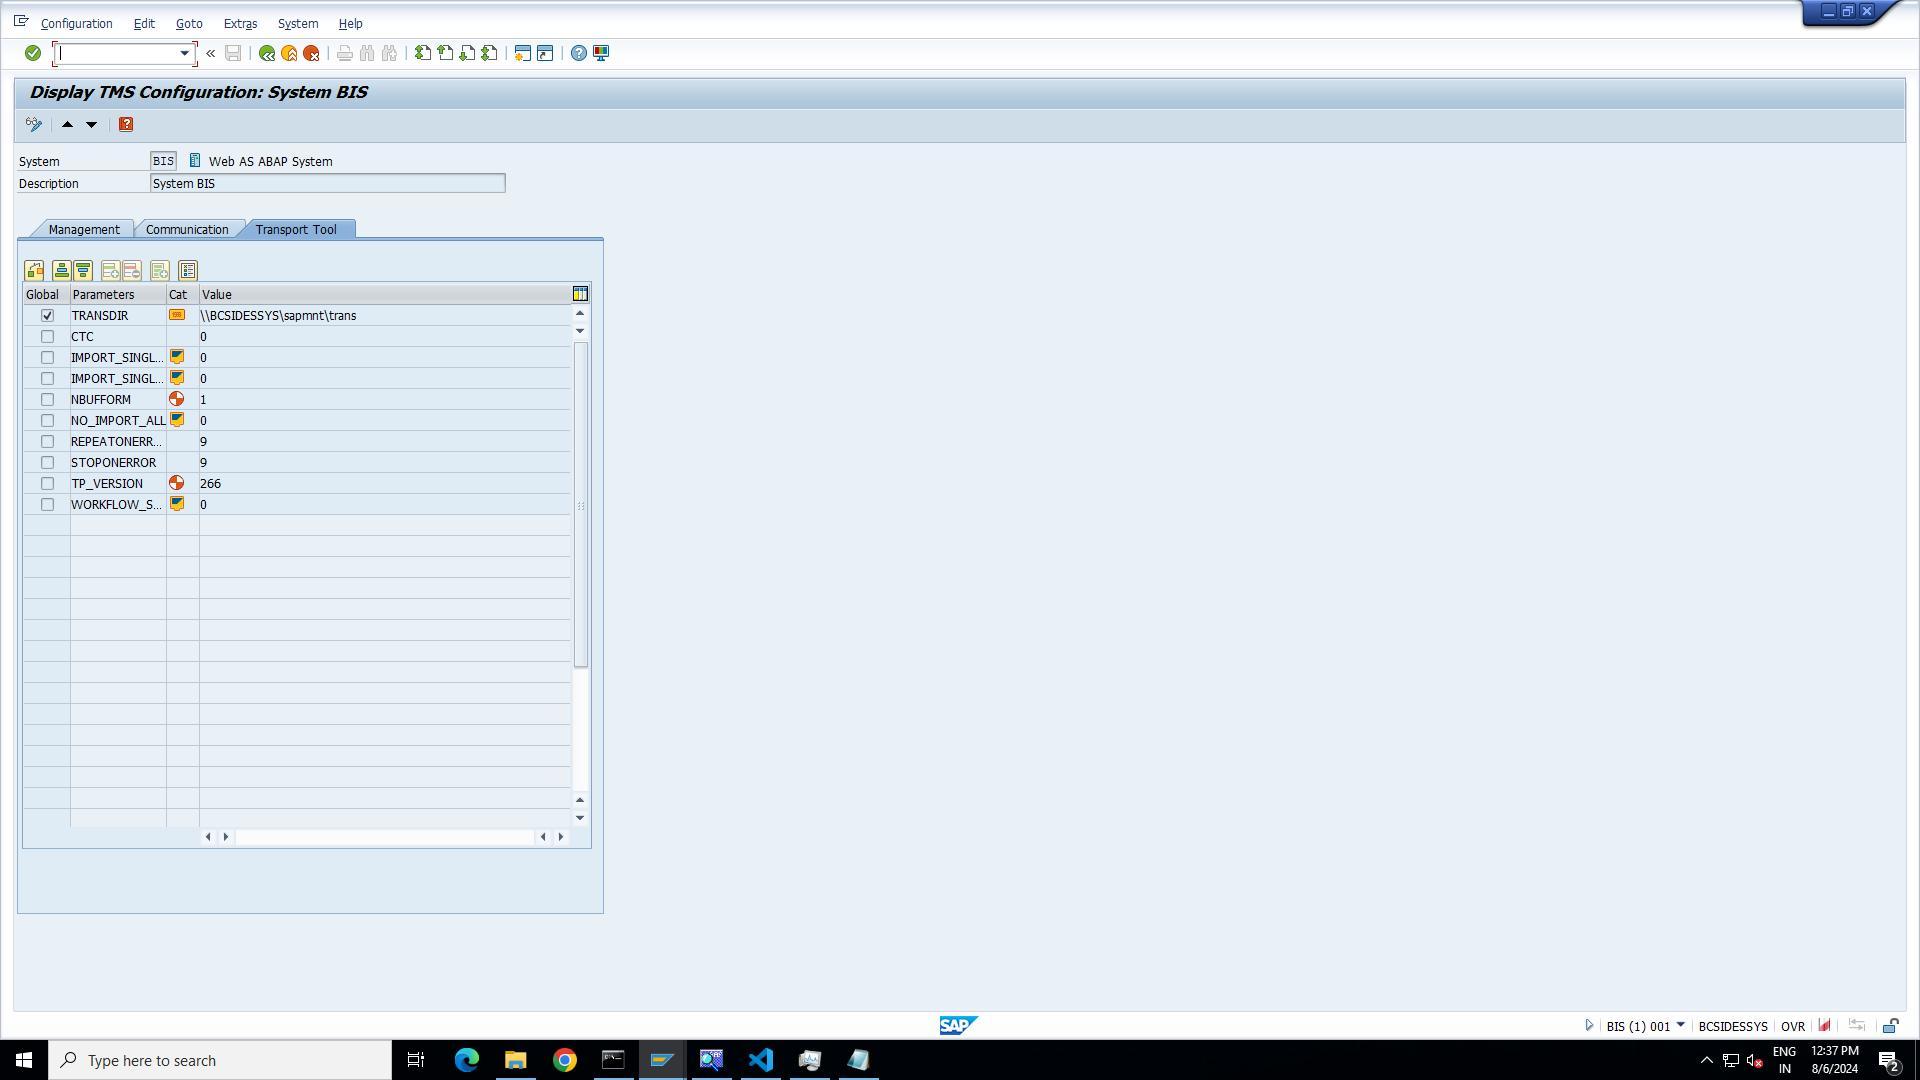 Configuration Edit Goto Extras System Help
Display TMS Configuration: System BIS
System BIS Web AS ABAP System
Description System BIS
Management Communication Transport Tool
Global Parameters Cat Value
TRANSDIR \\BCSIDESSYS\sapmnt\trans
CTC 0
IMPORT_SINGL... 0
IMPORT_SINGL... 0
NBUFFORM 1
NO_IMPORT_ALL 0
REPEATONERR... 9
STOPONERROR 9
TP_VERSION 266
WORKFLOW_S... 0
SAP BIS (1) 001 BCSIDESSYS OVR
Type here to search
ENG 12:37 PM
IN 8/6/2024 2